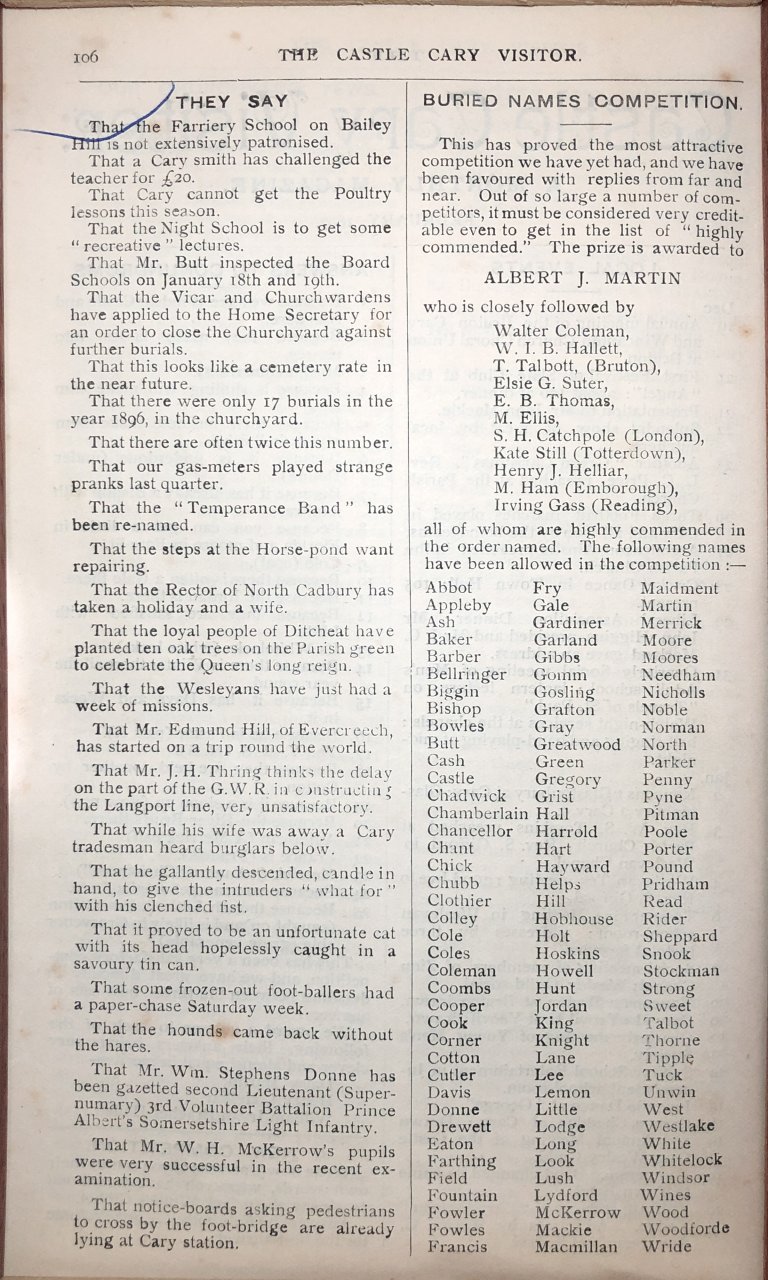 106
THE CASTLE CARY VISITOR.
THEY SAY
That the Farriery School on Bailey
Hill is not extensively patronised.
That a Cary smith has challenged the
teacher for £20.
That Cary cannot get the Poultry
lessons this season.
That the Night School is to get some
" recreative " lectures.
That Mr. Butt inspected the Board
Schools on January 18th and 19th.
That the Vicar and Churchwardens
have applied to the Home Secretary for
an order to close the Churchyard against
further burials.
That this looks like a cemetery rate in
the near future.
That there were only 17 burials in the
year 1896, in the churchyard.
That there are often twice this number.
That our gas-meters played strange
pranks last quarter.
That the " Temperance Band " has
been re-named.
That the steps at the Horse-pond want
repairing.
That the Rector of North Cadbury has
taken a holiday and a wife.
That the loyal people of Ditcheat have
planted ten oak trees on the Parish green
to celebrate the Queen's long reign.
That the Wesleyans have just had a
week of missions.
That Mr. Edmund Hill, of Evercreech,
has started on a trip round the world.
That Mr. J. H. Thring thinks the delay
on the part of the G.W.R. in constructing
the Langport line, very unsatisfactory.
That while his wife was away a Cary
tradesman heard burglars below.
That he gallantly descended, candle in
hand, to give the intruders " what for "
with his clenched fist.
That it proved to be an unfortunate cat
with its head hopelessly caught in a
savoury tin can.
That some frozen-out foot-ballers had
a paper-chase Saturday week.
That the hounds came back without
the hares.
That Mr. Wm. Stephens Donne has
been gazetted second Lieutenant (Super-
numary) 3rd Volunteer Battalion Prince
Albert's Somersetshire Light Infantry.
That Mr. W. H. McKerrow's pupils
were very successful in the recent ex-
amination.
That notice-boards asking pedestrians
to cross by the foot-bridge are already
lying at Cary station.
BURIED NAMES COMPETITION.
This has proved the most attractive
competition we have yet had, and we have
been favoured with replies from far and
near. Out of so large a number of com-
petitors, it must be considered very credit-
able even to get in the list of " highly
commended." The prize is awarded to
ALBERT J. MARTIN
who is closely followed by
Walter Coleman,
W. I. B. Hallett,
T. Talbott, (Bruton),
Elsie G. Suter,
E. B. Thomas,
M. Ellis,
S. H. Catchpole (London),
Kate Still (Totterdown),
Henry J. Helliar,
M. Ham (Emborough),
Irving Gass (Reading),
all of whom are highly commended in
the order named. The following names
have been allowed in the competition :—
Abbot Fry Maidment
Appleby Gale Martin
Ash Gardiner Merrick
Baker Garland Moore
Barber Gibbs Moores
Bellringer Gomm Needham
Biggin Gosling Nicholls
Bishop Grafton Noble
Bowles Gray Norman
Butt Greatwood North
Cash Green Parker
Castle Gregory Penny
Chadwick Grist Pyne
Chamberlain Hall Pitman
Chancellor Harrold Poole
Chant Hart Porter
Chick Hayward Pound
Chubb Helps Pridham
Clothier Hill Read
Colley Hobhouse Rider
Cole Holt Sheppard
Coles Hoskins Snook
Coleman Howell Stockman
Coombs Hunt Strong
Cooper Jordan Sweet
Cook King Talbot
Corner Knight Thorne
Cotton Lane Tipple
Cutler Lee Tuck
Davis Lemon Unwin
Donne Little West
Drewett Lodge Westlake
Eaton Long White
Farthing Look Whitelock
Field Lush Windsor
Fountain Lydford Wines
Fowler McKerrow Wood
Fowles Mackie Woodforde
Francis Macmillan Wride